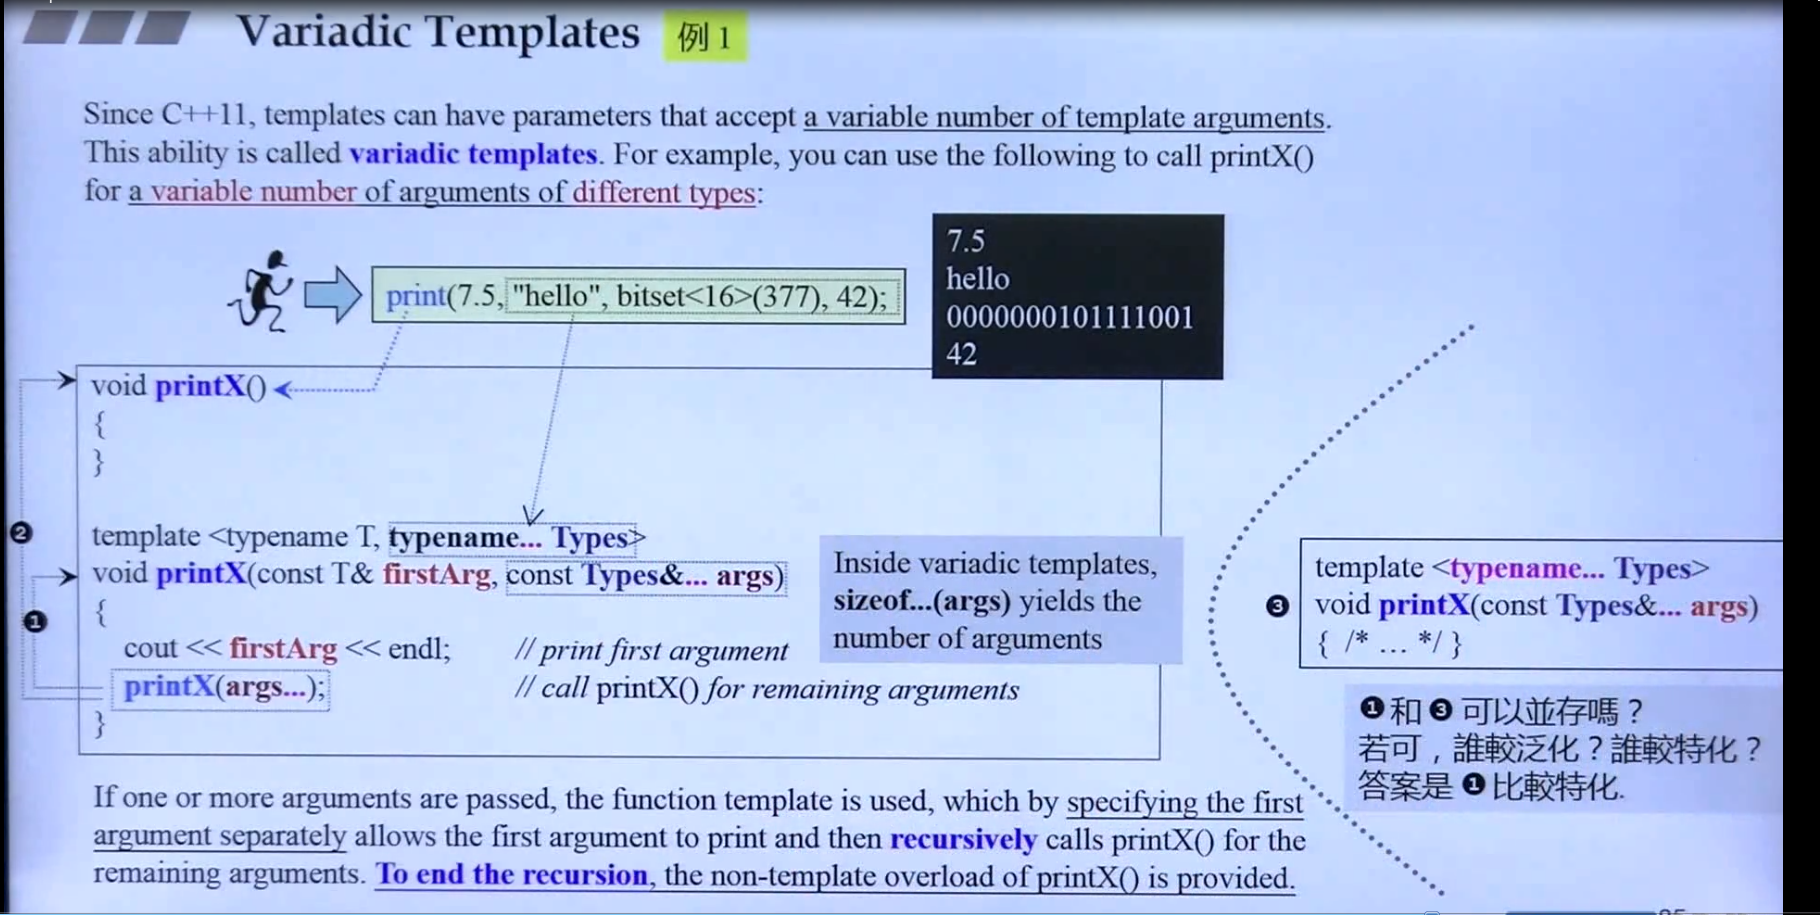 Variadic Templates 例 1
Since C++11, templates can have parameters that accept a variable number of template arguments.
This ability is called variadic templates. For example, you can use the following to call printX()
for a variable number of arguments of different types:
print(7.5, "hello", bitset<16>(377), 42);
7.5
hello
0000000101111001
42
void printX()
{
}
❷
template <typename T, typename... Types>
void printX(const T& firstArg, const Types&... args)
❶
{
cout << firstArg << endl; // print first argument
printX(args...); // call printX() for remaining arguments
}
Inside variadic templates,
sizeof...(args) yields the
number of arguments
❸
template <typename... Types>
void printX(const Types&... args)
{ /* ... */ }
❶和❸可以並存嗎？
若可，誰較泛化？誰較特化？
答案是❶比較特化.
If one or more arguments are passed, the function template is used, which by specifying the first
argument separately allows the first argument to print and then recursively calls printX() for the
remaining arguments. To end the recursion, the non-template overload of printX() is provided.